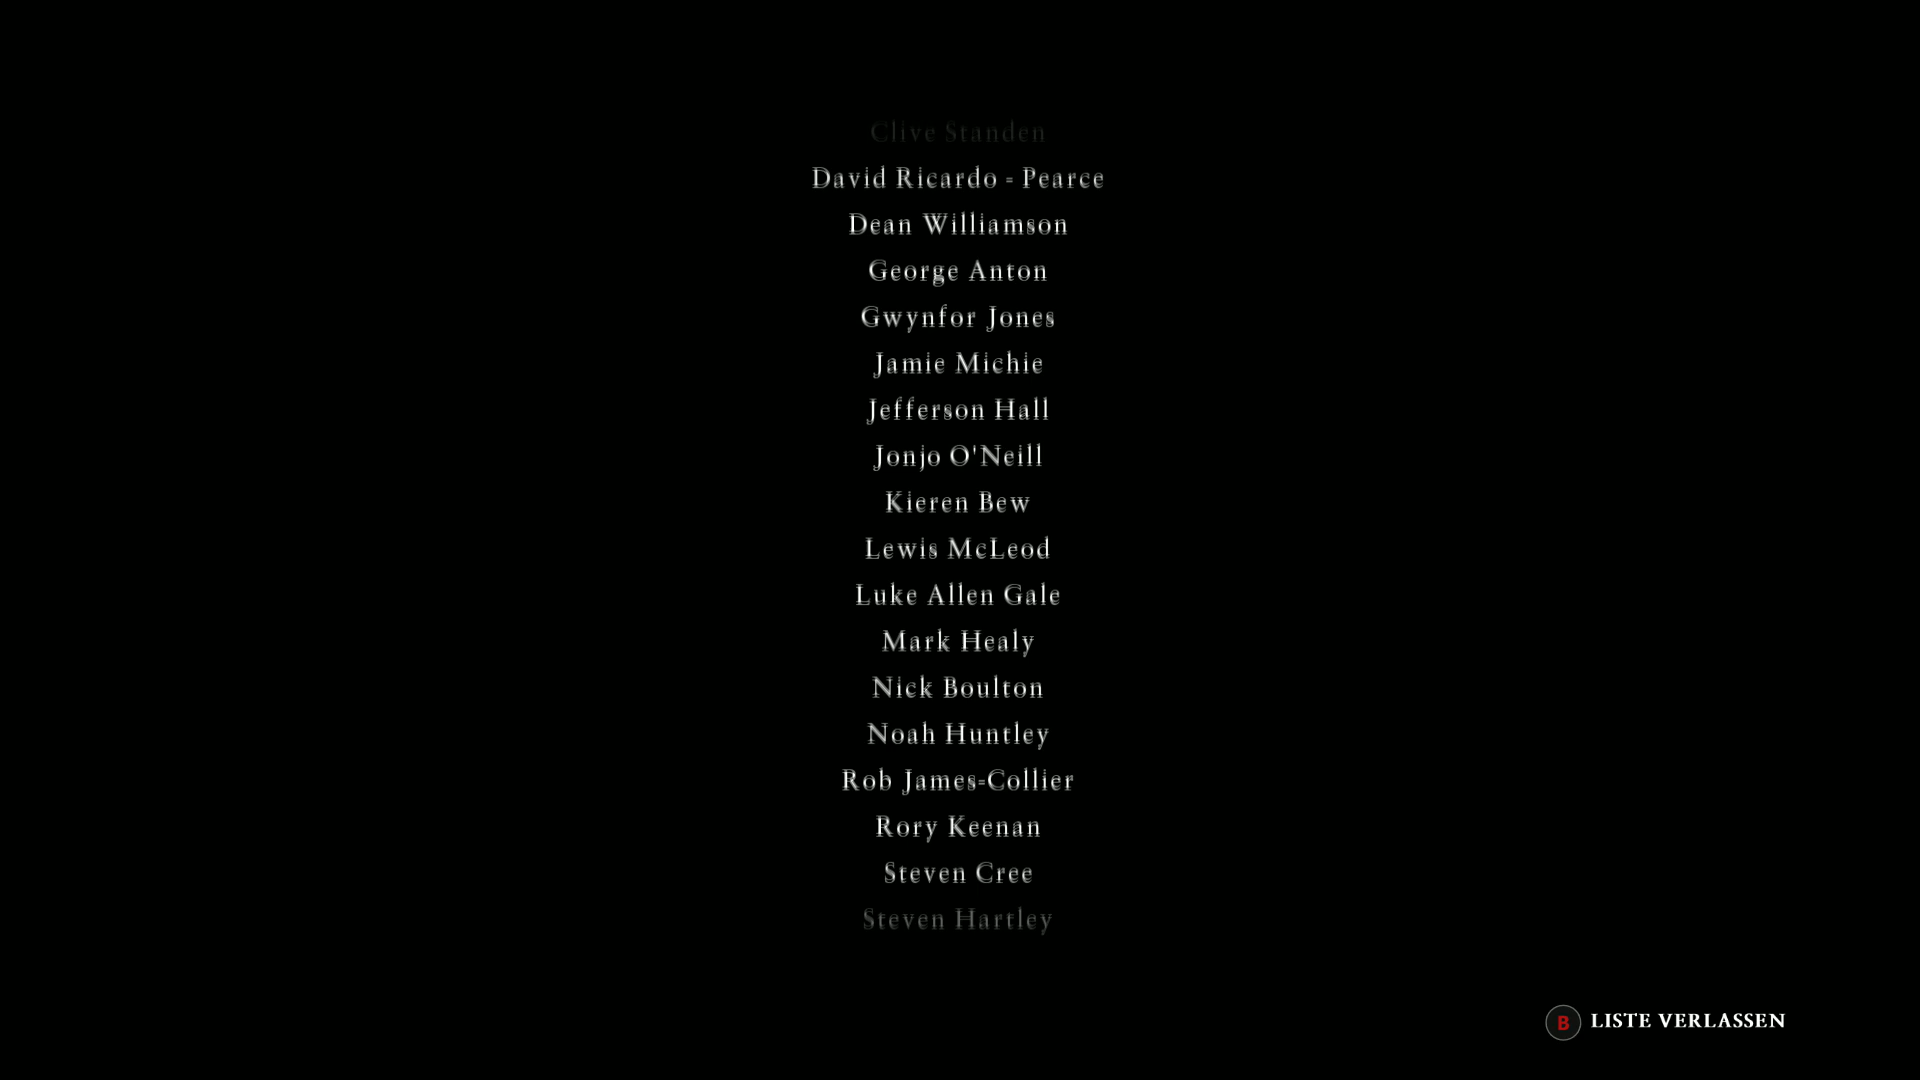 Clive Standen
David Ricardo - Pearce
Dean Williamson
George Anton
Gwynfor Jones
Jamie Michie
Jefferson Hall
Jonjo O'Neill
Kieren Bew
Lewis McLeod
Luke Allen Gale
Mark Healy
Nick Boulton
Noah Huntley
Rob James-Collier
Rory Keenan
Steven Cree
Steven Hartley
B LISTE VERLASSEN